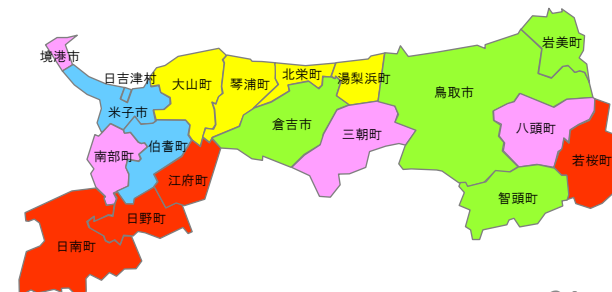 岩美町
境港市
日吉津村
大山町
琴浦町
北栄町
湯梨浜町
鳥取市
米子市
倉吉市
三朝町
八頭町
南部町
伯耆町
若桜町
江府町
智頭町
日野町
日南町